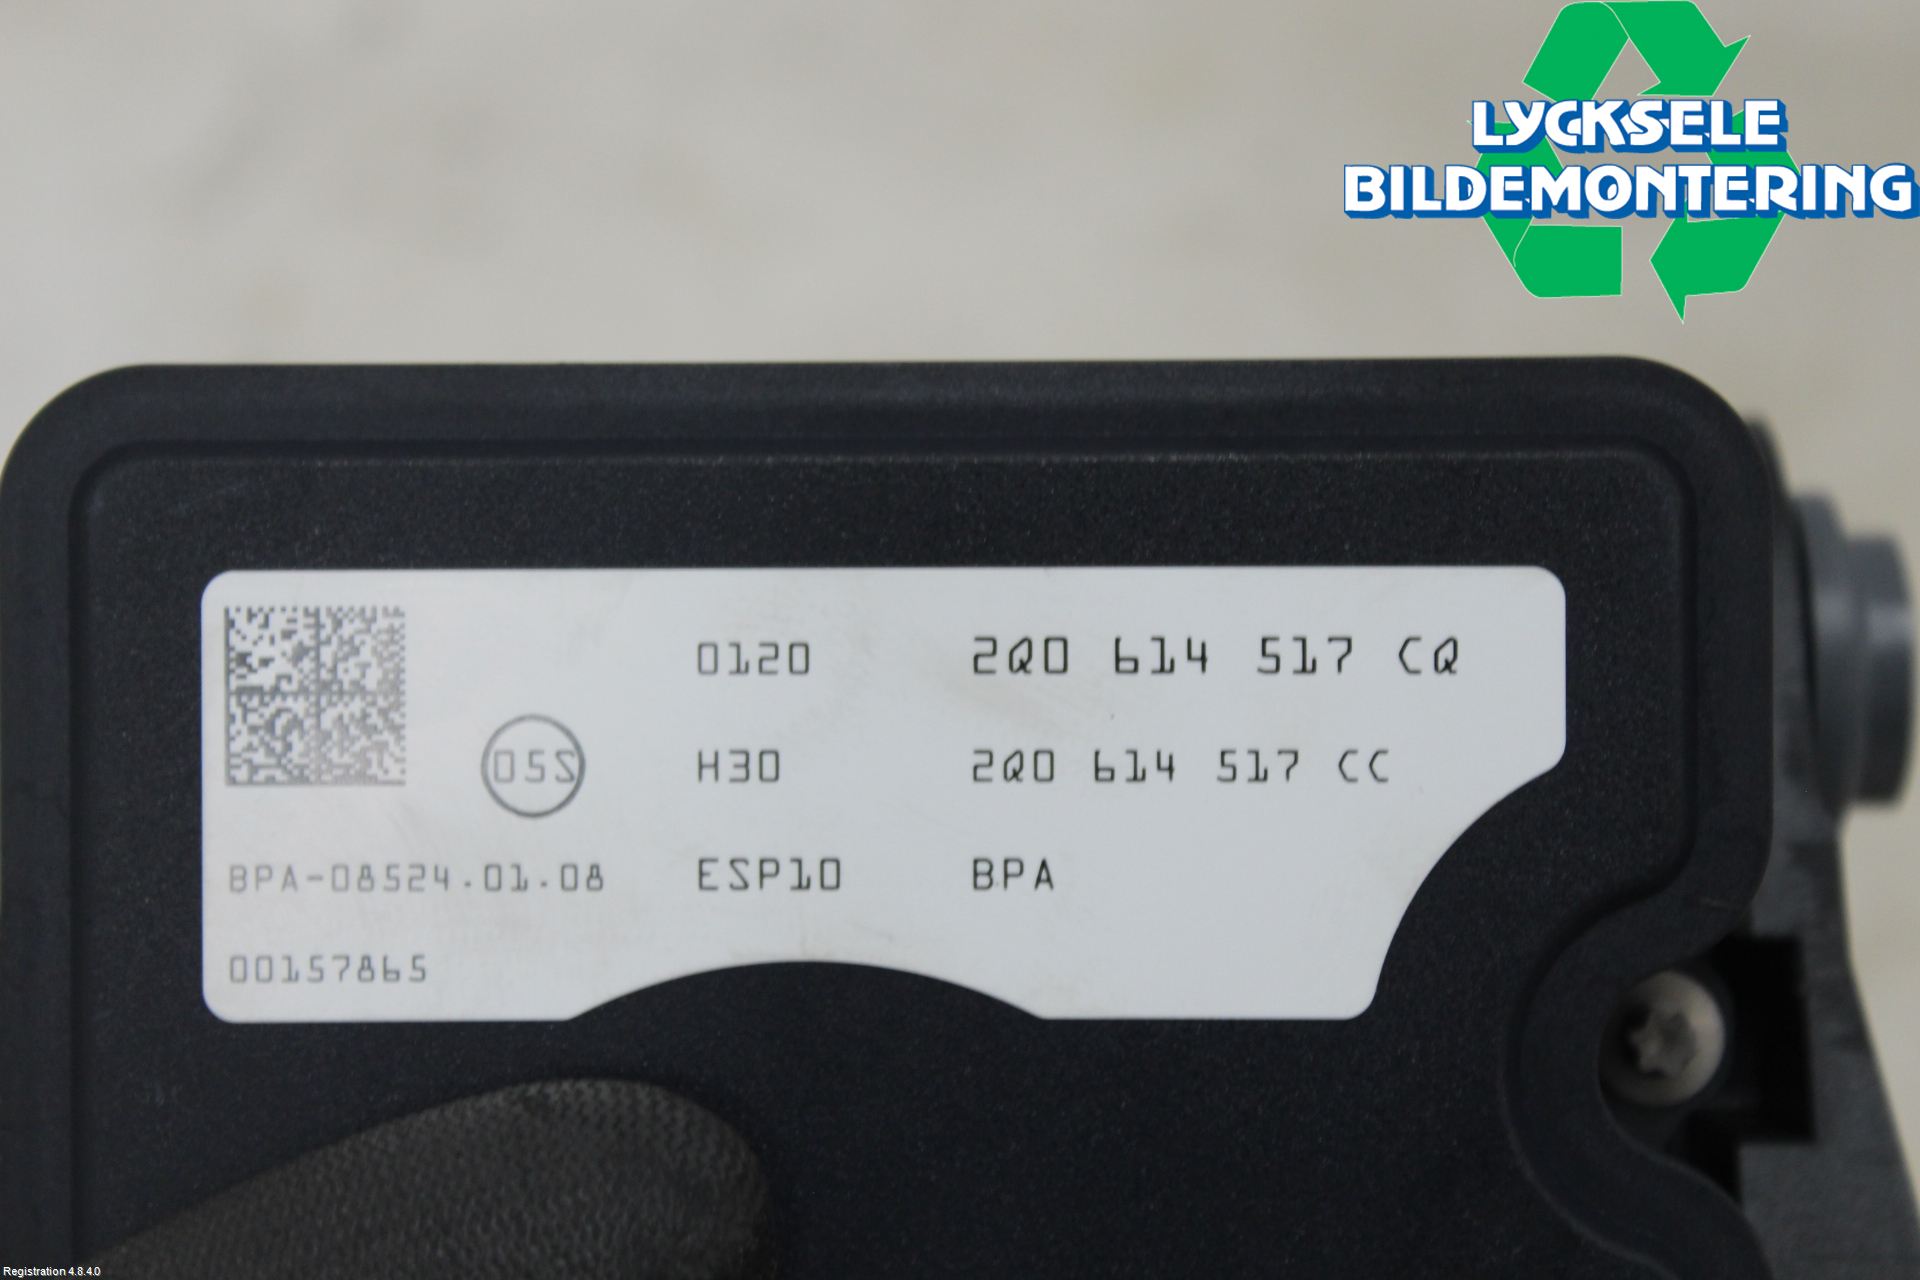 LYCKSELE
BILDEMONTERING
0120 2Q0 614 517 CQ
05S H30 2Q0 614 517 CC
BPA-08524.01.08 ESP10 BPA
00157865
Registration 4.8.4.0